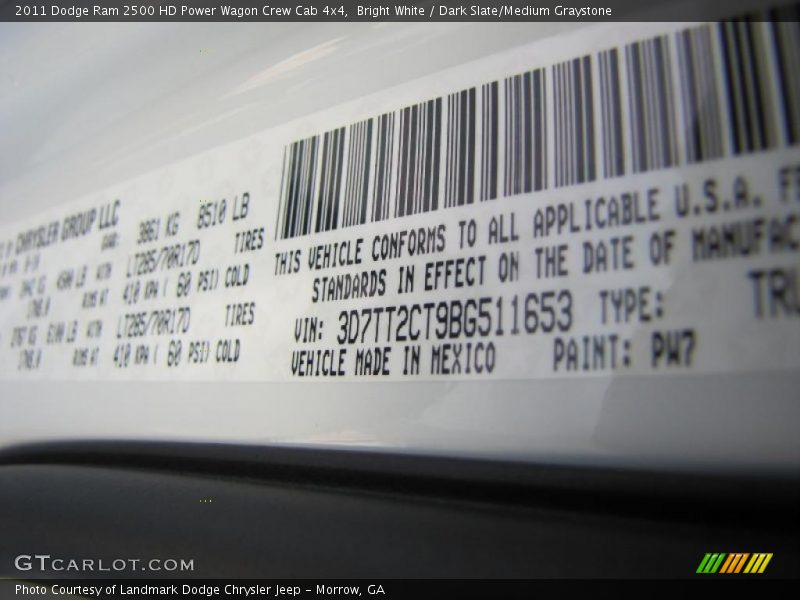 2011 Dodge Ram 2500 HD Power Wagon Crew Cab 4x4, Bright White / Dark Slate/Medium Graystone
CHRYSLER GROUP LLC
3861 KG 8510 LB
LT285/70R17D TIRES
410 KPA ( 60 PSI) COLD
LT285/70R17D TIRES
410 KPA ( 60 PSI) COLD
THIS VEHICLE CONFORMS TO ALL APPLICABLE U.S.A.
STANDARDS IN EFFECT ON THE DATE OF MANUFAC
VIN: 3D7TT2CT9BG511653 TYPE: TRU
VEHICLE MADE IN MEXICO PAINT: PW7
GTCARLOT.COM
Photo Courtesy of Landmark Dodge Chrysler Jeep - Morrow, GA